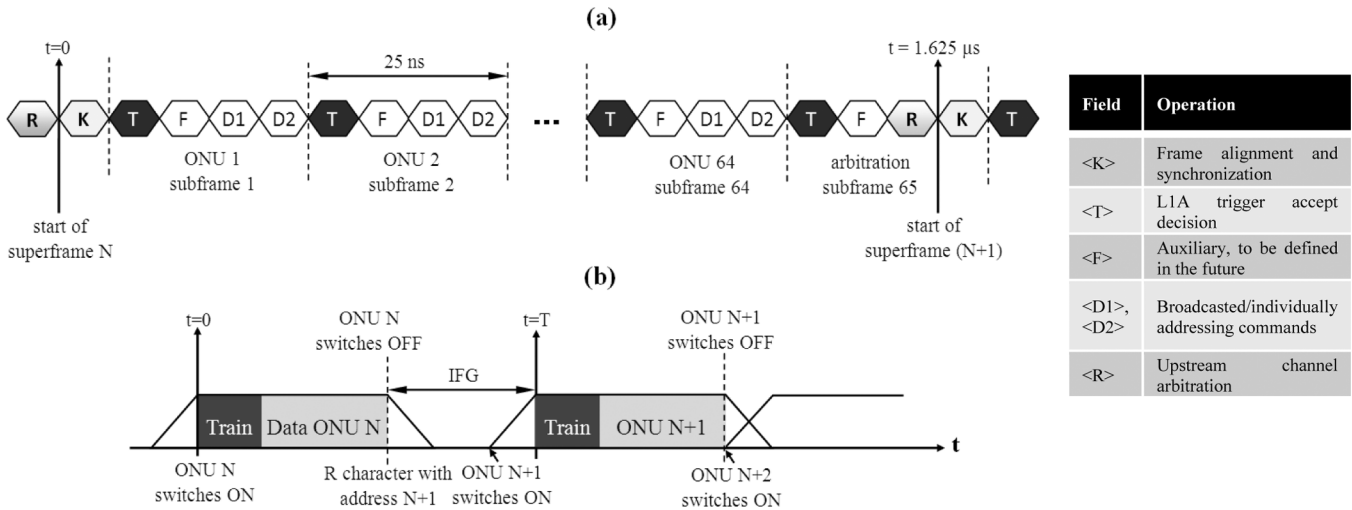 (a)
t=0
25 ns
t = 1.625 μs
R K T F D1 D2 T F D1 D2 ... T F D1 D2 T F R K T
ONU 1
subframe 1
ONU 2
subframe 2
ONU 64
subframe 64
arbitration
subframe 65
start of
superframe N
start of
superframe (N+1)
Field Operation
<K> Frame alignment and
synchronization
<T> L1A trigger accept
decision
<F> Auxiliary, to be defined
in the future
<D1>,
<D2>
Broadcasted/individually
addressing commands
<R> Upstream channel
arbitration
(b)
t=0
ONU N
switches OFF
t=T
ONU N+1
switches OFF
IFG
Train Data ONU N Train ONU N+1
t
ONU N
switches ON
R character with
address N+1
ONU N+1
switches ON
ONU N+2
switches ON